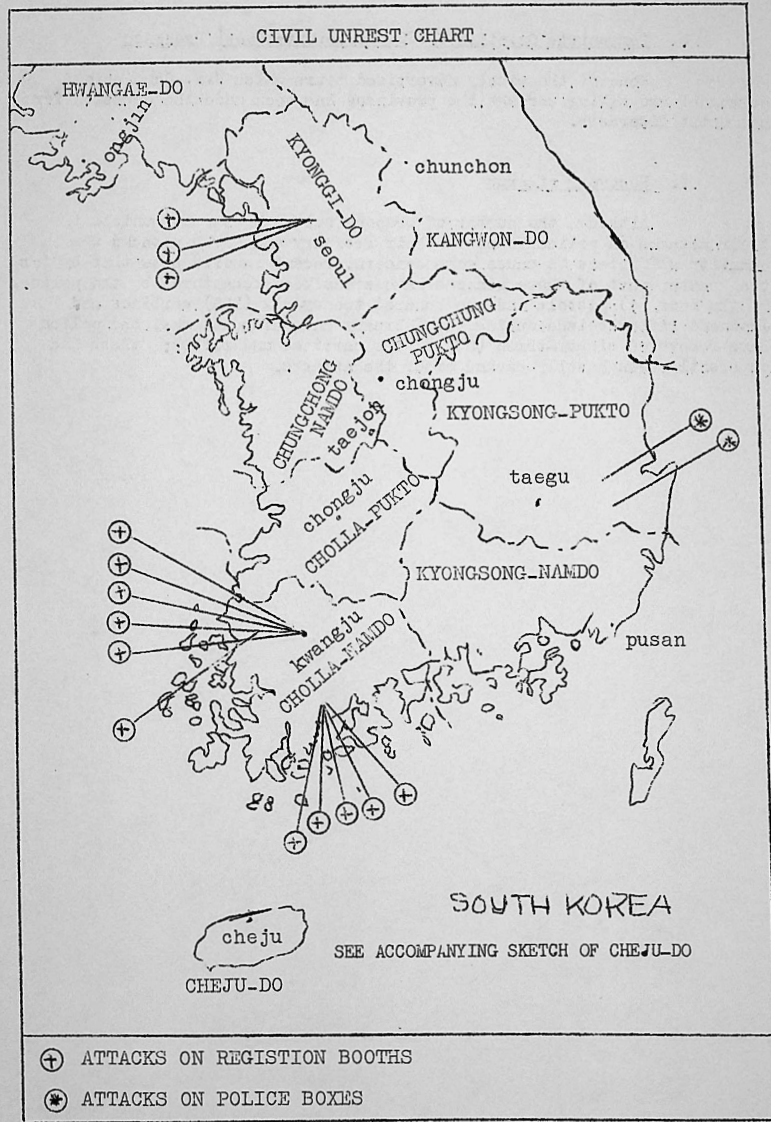 CIVIL UNREST CHART
HWANGAE-DO
ongjin
KYONGGI-DO
seoul
chunchon
KANGWON-DO
CHUNGCHUNG
PUKTO
chongju
CHUNGCHONG
NAMDO
taejon
KYONGSONG-PUKTO
taegu
chongju
CHOLLA-PUKTO
KYONGSONG-NAMDO
kwangju
CHOLLA-NAMDO
pusan
SOUTH KOREA
cheju
SEE ACCOMPANYING SKETCH OF CHEJU-DO
CHEJU-DO
ATTACKS ON REGISTION BOOTHS
ATTACKS ON POLICE BOXES